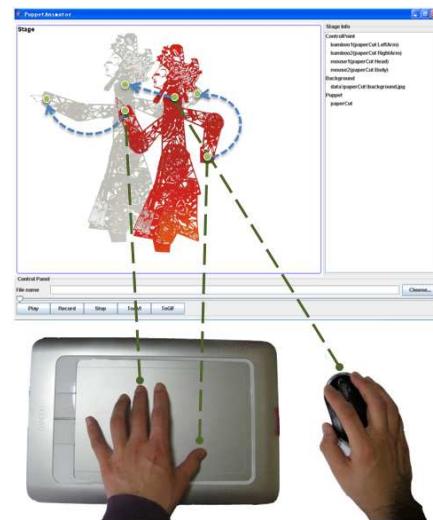 PuppetAnimator
Stage
Stage Info
ControlPoint
bamboo1(paperCut LeftArm)
bamboo2(paperCut RightArm)
mouse1(paperCut Head)
mouse2(paperCut Body)
Background
data\paperCut\background.jpg
Puppet
paperCut
Control Panel
File name
Choose...
Play
Record
Stop
ToGif